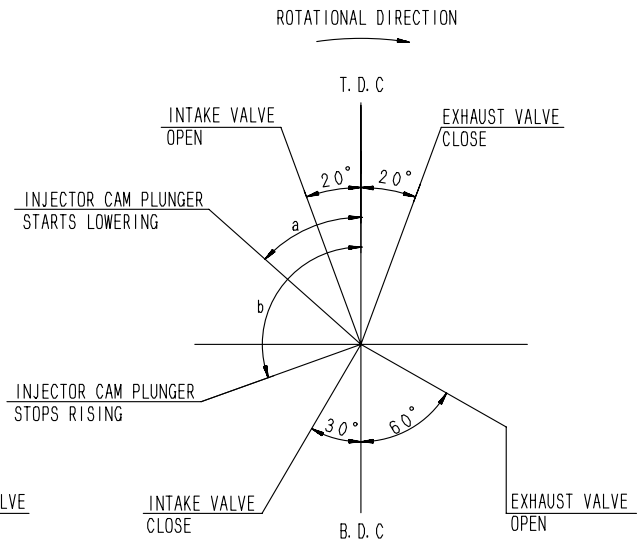 ROTATIONAL DIRECTION
T.D.C
INTAKE VALVE
OPEN
EXHAUST VALVE
CLOSE
20°
20°
INJECTOR CAM PLUNGER
STARTS LOWERING
a
b
INJECTOR CAM PLUNGER
STOPS RISING
30°
60°
LVE
INTAKE VALVE
CLOSE
EXHAUST VALVE
OPEN
B.D.C